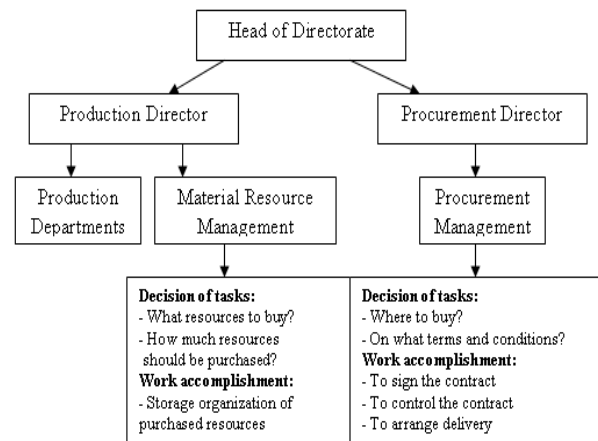 Head of Directorate
Production Director
Procurement Director
Production
Departments
Material Resource
Management
Procurement
Management
Decision of tasks:
- What resources to buy?
- How much resources
should be purchased?
Work accomplishment:
- Storage organization of
purchased resources
Decision of tasks:
- Where to buy?
- On what terms and conditions?
Work accomplishment:
- To sign the contract
- To control the contract
- To arrange delivery